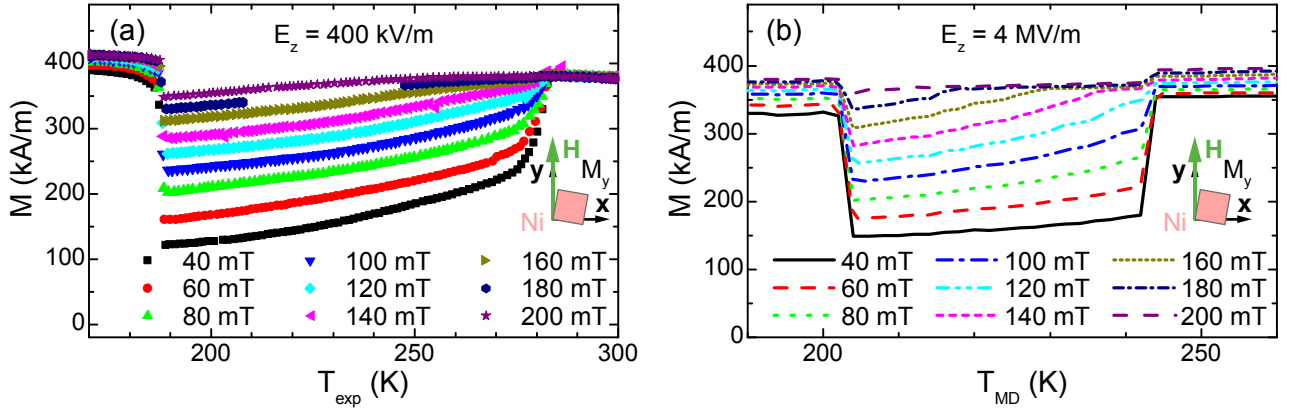 (a)
E_z = 400 kV/m
M (kA/m)
400
300
200
100
0
H
y
M_y
x
Ni
40 mT 100 mT 160 mT
60 mT 120 mT 180 mT
80 mT 140 mT 200 mT
200 250 300
T_exp (K)
(b)
E_z = 4 MV/m
M (kA/m)
400
300
200
100
0
H
y
M_y
x
Ni
40 mT 100 mT 160 mT
60 mT 120 mT 180 mT
80 mT 140 mT 200 mT
200 250
T_MD (K)